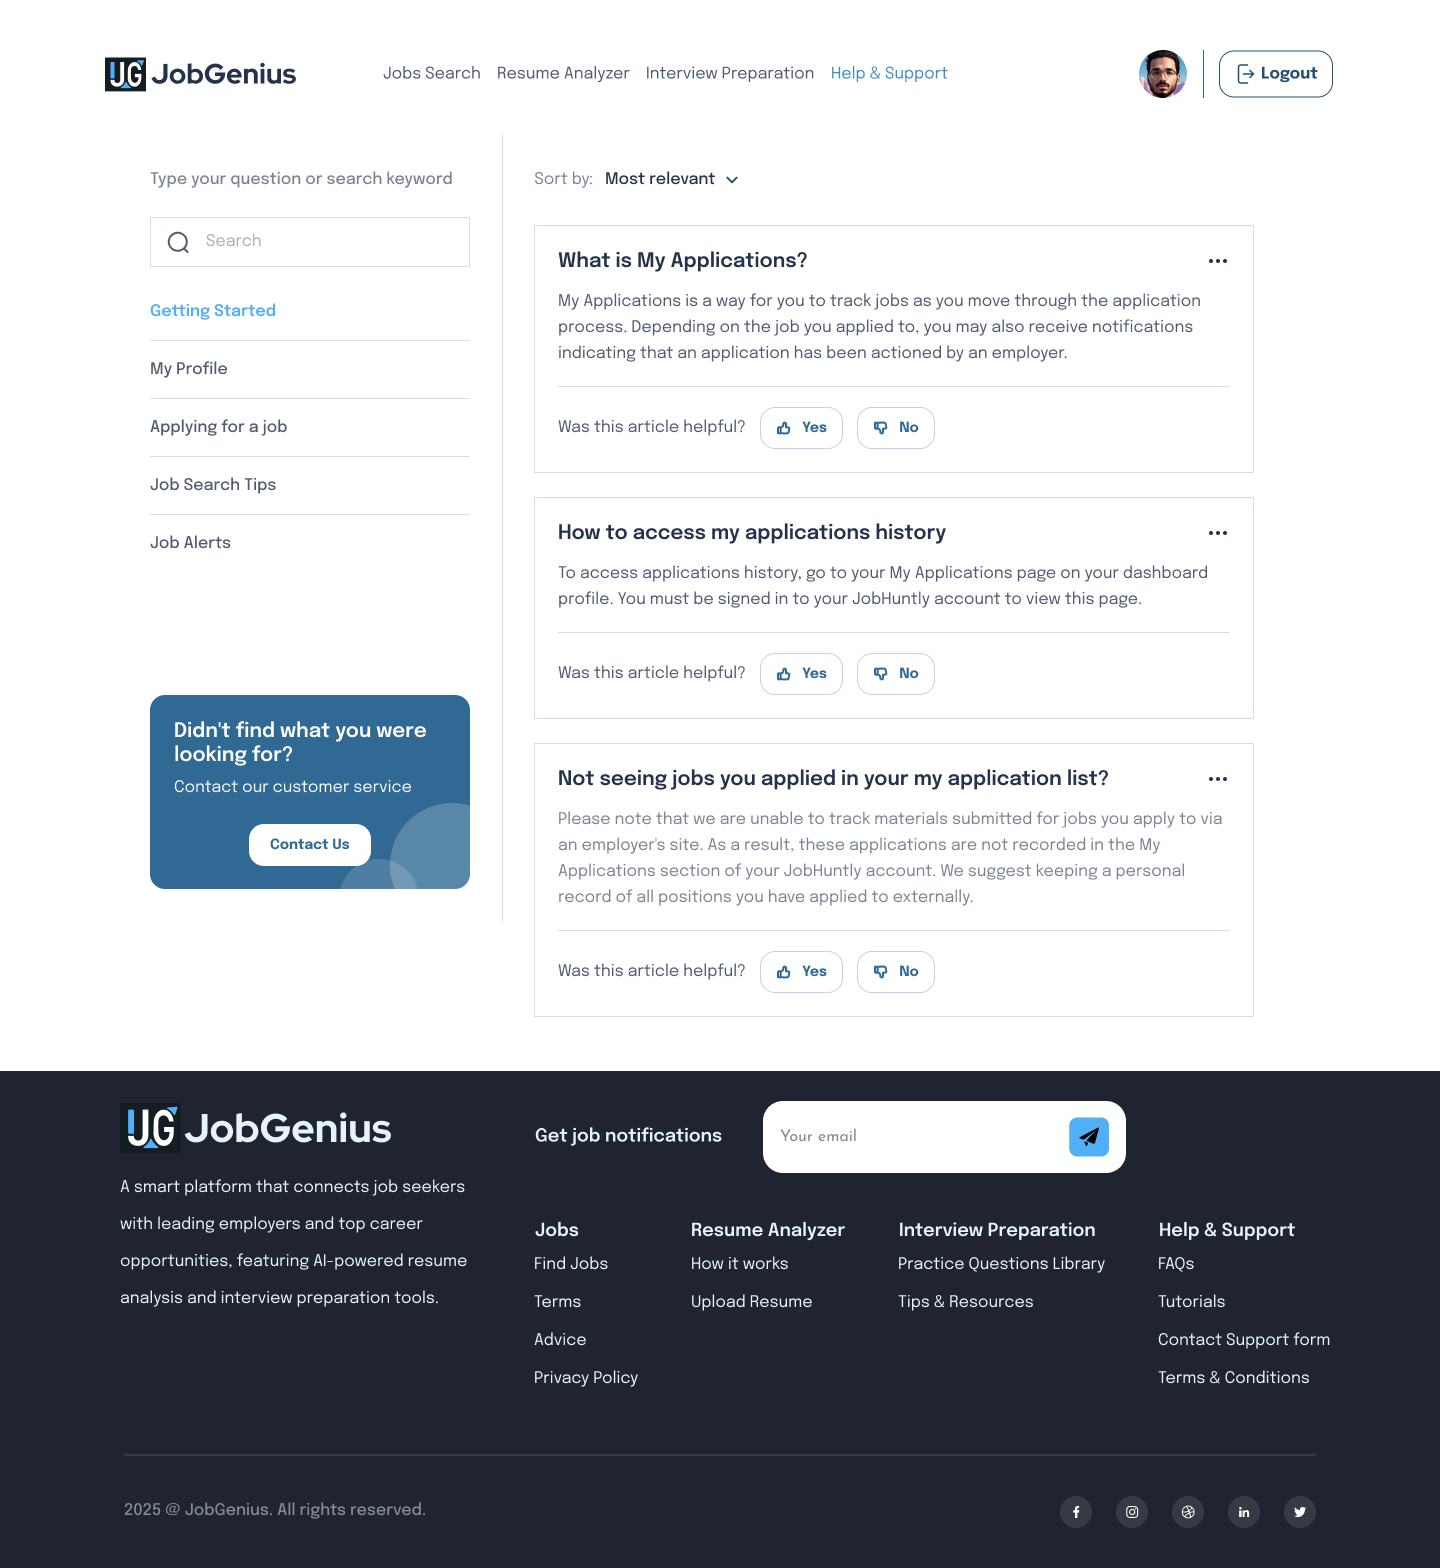 JG JobGenius
Jobs Search Resume Analyzer Interview Preparation Help & Support
Logout
Type your question or search keyword
Search
Getting Started
My Profile
Applying for a job
Job Search Tips
Job Alerts
Didn't find what you were
looking for?
Contact our customer service
Contact Us
Sort by: Most relevant
What is My Applications?
My Applications is a way for you to track jobs as you move through the application
process. Depending on the job you applied to, you may also receive notifications
indicating that an application has been actioned by an employer.
Was this article helpful? Yes No
How to access my applications history
To access applications history, go to your My Applications page on your dashboard
profile. You must be signed in to your JobHuntly account to view this page.
Was this article helpful? Yes No
Not seeing jobs you applied in your my application list?
Please note that we are unable to track materials submitted for jobs you apply to via
an employer's site. As a result, these applications are not recorded in the My
Applications section of your JobHuntly account. We suggest keeping a personal
record of all positions you have applied to externally.
Was this article helpful? Yes No
JG JobGenius
A smart platform that connects job seekers
with leading employers and top career
opportunities, featuring AI-powered resume
analysis and interview preparation tools.
Get job notifications
Your email
Jobs
Find Jobs
Terms
Advice
Privacy Policy
Resume Analyzer
How it works
Upload Resume
Interview Preparation
Practice Questions Library
Tips & Resources
Help & Support
FAQs
Tutorials
Contact Support form
Terms & Conditions
2025 @ JobGenius. All rights reserved.